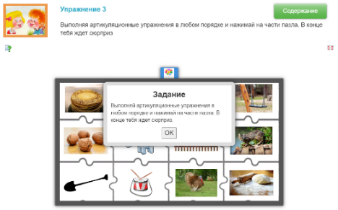 Упражнение 3
Содержание
Выполняя артикуляционные упражнения в любом порядке и нажимай на части пазла. В конце
тебя ждет сюрприз
Задание
Выполняй артикуляционные упражнения в
любом порядке и нажимай на части пазла. В
конце тебя ждет сюрприз
OK